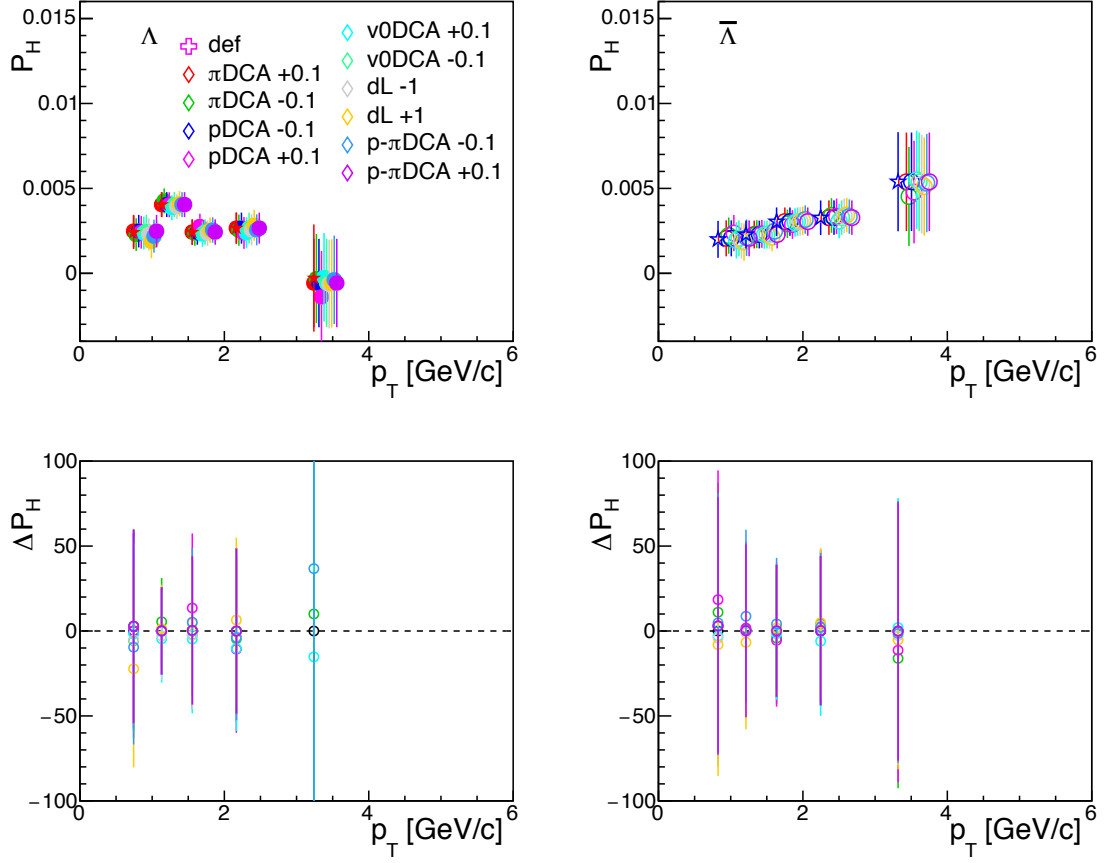 P_H
0.015
0.01
0.005
0
Λ
def
πDCA +0.1
πDCA -0.1
pDCA -0.1
pDCA +0.1
v0DCA +0.1
v0DCA -0.1
dL -1
dL +1
p-πDCA -0.1
p-πDCA +0.1
0 2 4 6
p_T [GeV/c]
P_H
0.015
0.01
0.005
0
Λ̅
0 2 4 6
p_T [GeV/c]
ΔP_H
100
50
0
−50
−100
0 2 4 6
p_T [GeV/c]
ΔP_H
100
50
0
−50
−100
0 2 4 6
p_T [GeV/c]